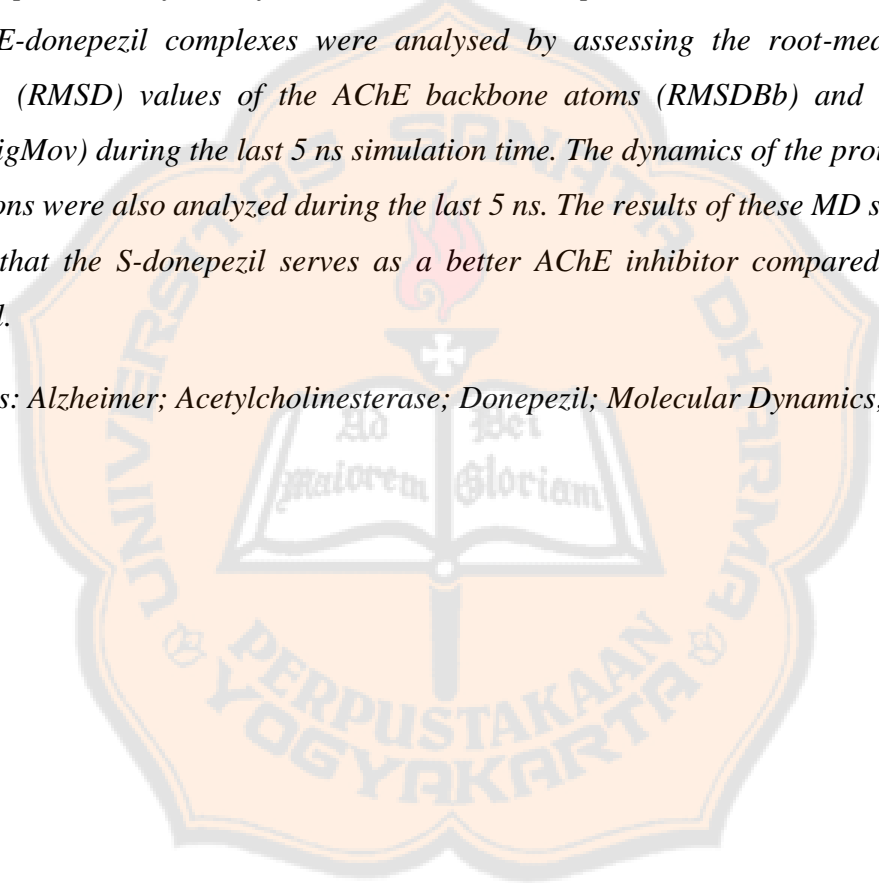 E-donepezil complexes were analysed by assessing the root-mea
(RMSD) values of the AChE backbone atoms (RMSDBb) and
igMov) during the last 5 ns simulation time. The dynamics of the prot
ons were also analyzed during the last 5 ns. The results of these MD s
that the S-donepezil serves as a better AChE inhibitor compared
l.
s: Alzheimer; Acetylcholinesterase; Donepezil; Molecular Dynamics,
UNIVERSITAS SANATA DHARMA
Ad Dei
Maiorem Gloriam
PERPUSTAKAAN
YOGYAKARTA